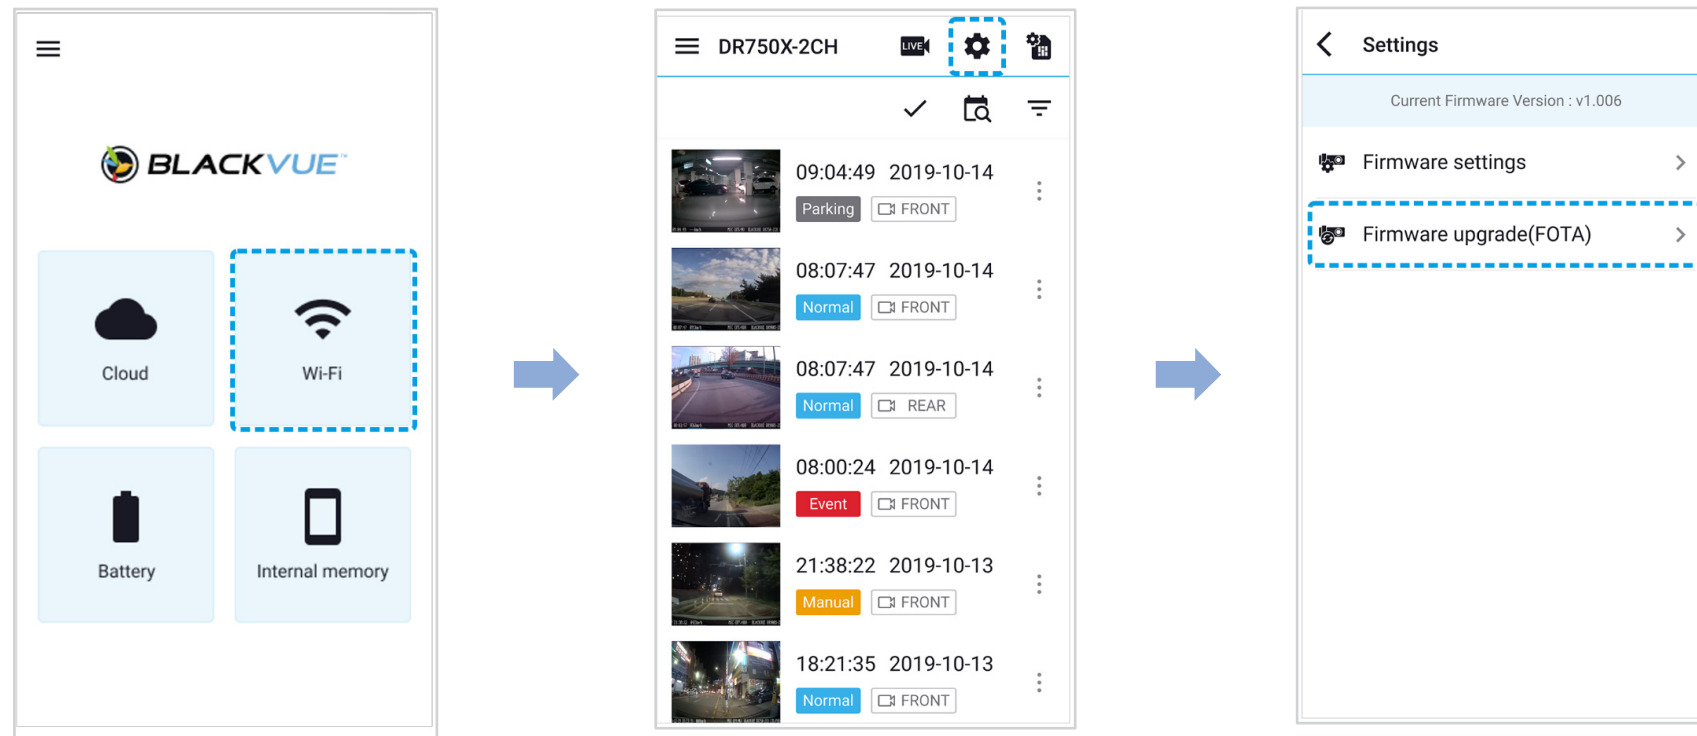 BLACKVUE™
Cloud
Wi-Fi
Battery
Internal memory
DR750X-2CH
LIVE
09:04:49 2019-10-14
Parking FRONT
08:07:47 2019-10-14
Normal FRONT
08:07:47 2019-10-14
Normal REAR
08:00:24 2019-10-14
Event FRONT
21:38:22 2019-10-13
Manual FRONT
18:21:35 2019-10-13
Normal FRONT
Settings
Current Firmware Version : v1.006
Firmware settings
Firmware upgrade(FOTA)